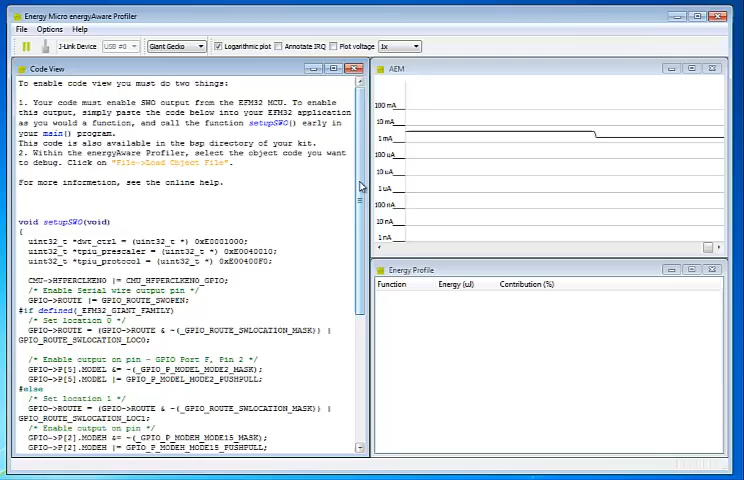 Energy Micro energyAware Profiler
File Options Help
J-Link Device USB #0 Giant Gecko Logarithmic plot Annotate IRQ Plot voltage 1x
Code View
To enable code view you must do two things:
1. Your code must enable SWO output from the EFM32 MCU. To enable
this output, simply paste the code below into your EFM32 application
as you would a function, and call the function setupSWO() early in
your main() program.
This code is also available in the bsp directory of your kit.
2. Within the energyAware Profiler, select the object code you want
to debug. Click on "File->Load Object File".
For more information, see the online help.
void setupSWO(void)
{
uint32_t *dwt_ctrl = (uint32_t *) 0xE0001000;
uint32_t *tpiu_prescaler = (uint32_t *) 0xE0040010;
uint32_t *tpiu_protocol = (uint32_t *) 0xE00400F0;
CMU->HFPERCLKEN0 |= CMU_HFPERCLKEN0_GPIO;
/* Enable Serial wire output pin */
GPIO->ROUTE |= GPIO_ROUTE_SWOPEN;
#if defined(_EFM32_GIANT_FAMILY)
/* Set location 0 */
GPIO->ROUTE = (GPIO->ROUTE & ~(_GPIO_ROUTE_SWLOCATION_MASK)) |
GPIO_ROUTE_SWLOCATION_LOC0;
/* Enable output on pin - GPIO Port F, Pin 2 */
GPIO->P[5].MODEL &= ~(_GPIO_P_MODEL_MODE2_MASK);
GPIO->P[5].MODEL |= GPIO_P_MODEL_MODE2_PUSHPULL;
#else
/* Set location 1 */
GPIO->ROUTE = (GPIO->ROUTE & ~(_GPIO_ROUTE_SWLOCATION_MASK)) |
GPIO_ROUTE_SWLOCATION_LOC1;
/* Enable output on pin */
GPIO->P[2].MODEH &= ~(_GPIO_P_MODEH_MODE15_MASK);
GPIO->P[2].MODEH |= GPIO_P_MODEH_MODE15_PUSHPULL;
AEM
100 mA
10 mA
1 mA
100 uA
10 uA
1 uA
100 nA
10 nA
1 nA
Energy Profile
Function Energy (uJ) Contribution (%)